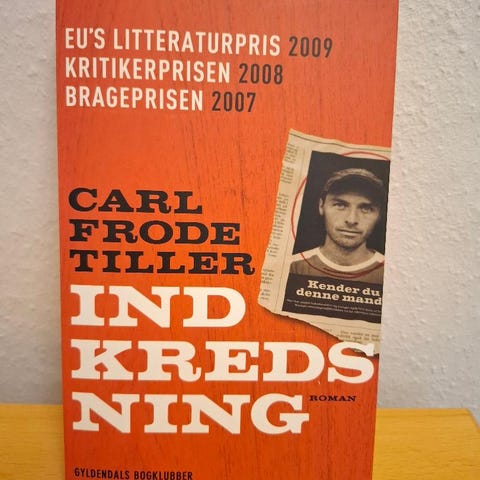 EU'S LITTERATURPRIS 2009
KRITIKERPRISEN 2008
BRAGEPRISEN 2007
CARL
FRODE
TILLER
Kender du
denne mand
IND
KREDS
NING
ROMAN
GYLDENDALS BOGKLUBBER